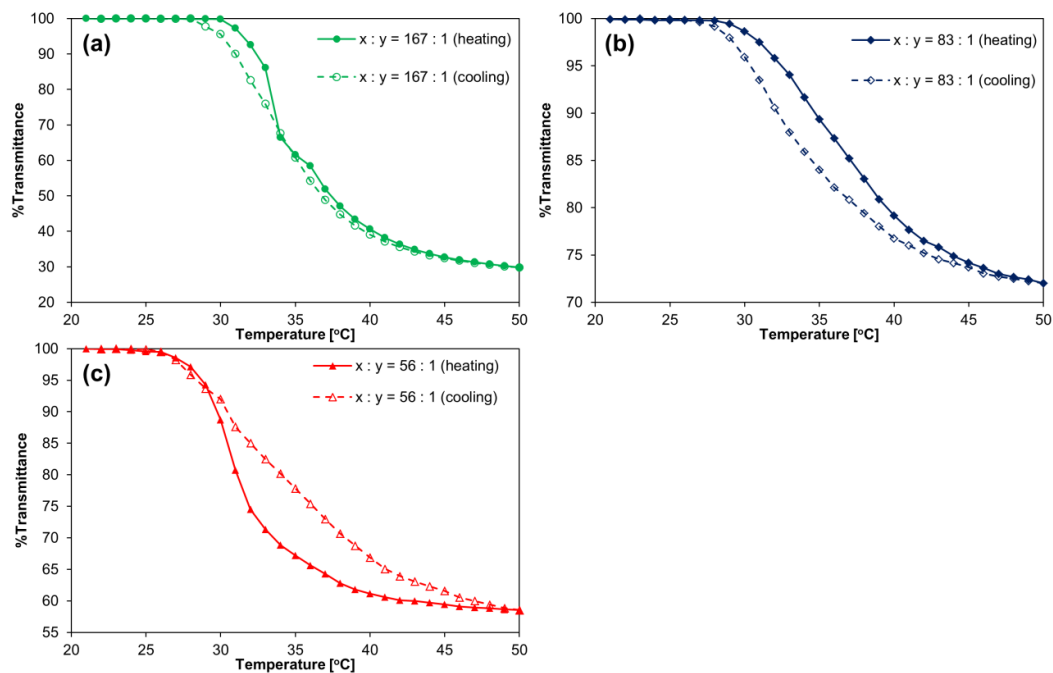 (a)
x : y = 167 : 1 (heating)
x : y = 167 : 1 (cooling)
%Transmittance
100
90
80
70
60
50
40
30
20
20 25 30 35 40 45 50
Temperature [oC]
(b)
x : y = 83 : 1 (heating)
x : y = 83 : 1 (cooling)
%Transmittance
100
95
90
85
80
75
70
20 25 30 35 40 45 50
Temperature [oC]
(c)
x : y = 56 : 1 (heating)
x : y = 56 : 1 (cooling)
%Transmittance
100
95
90
85
80
75
70
65
60
55
20 25 30 35 40 45 50
Temperature [oC]